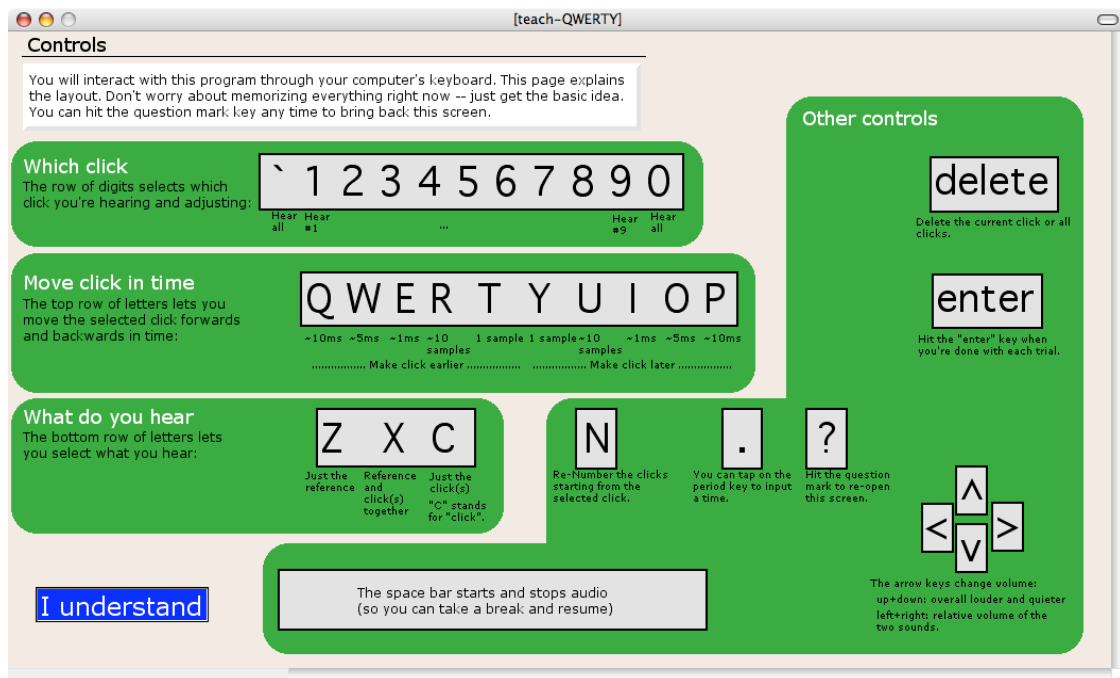 [teach-QWERTY]
Controls
You will interact with this program through your computer's keyboard. This page explains
the layout. Don't worry about memorizing everything right now -- just get the basic idea.
You can hit the question mark key any time to bring back this screen.
Which click
The row of digits selects which
click you're hearing and adjusting:
` 1 2 3 4 5 6 7 8 9 0
Hear all
Hear #1
...
Hear #9
Hear all
Move click in time
The top row of letters lets you
move the selected click forwards
and backwards in time:
Q W E R T Y U I O P
~10ms ~5ms ~1ms ~10 samples 1 sample 1 sample ~10 samples ~1ms ~5ms ~10ms
................ Make click earlier ................ ................ Make click later ................
What do you hear
The bottom row of letters lets
you select what you hear:
Z X C
Just the
reference
Reference
and
click(s)
together
Just the
click(s)
"C" stands
for "click".
Other controls
delete
Delete the current click or all
clicks.
enter
Hit the "enter" key when
you're done with each trial.
N
Re-Number the clicks
starting from the
selected click.
.
You can tap on the
period key to input
a time.
?
Hit the question
mark to re-open
this screen.
^
< >
v
The arrow keys change volume:
up+down: overall louder and quieter
left+right: relative volume of the
two sounds.
The space bar starts and stops audio
(so you can take a break and resume)
I understand